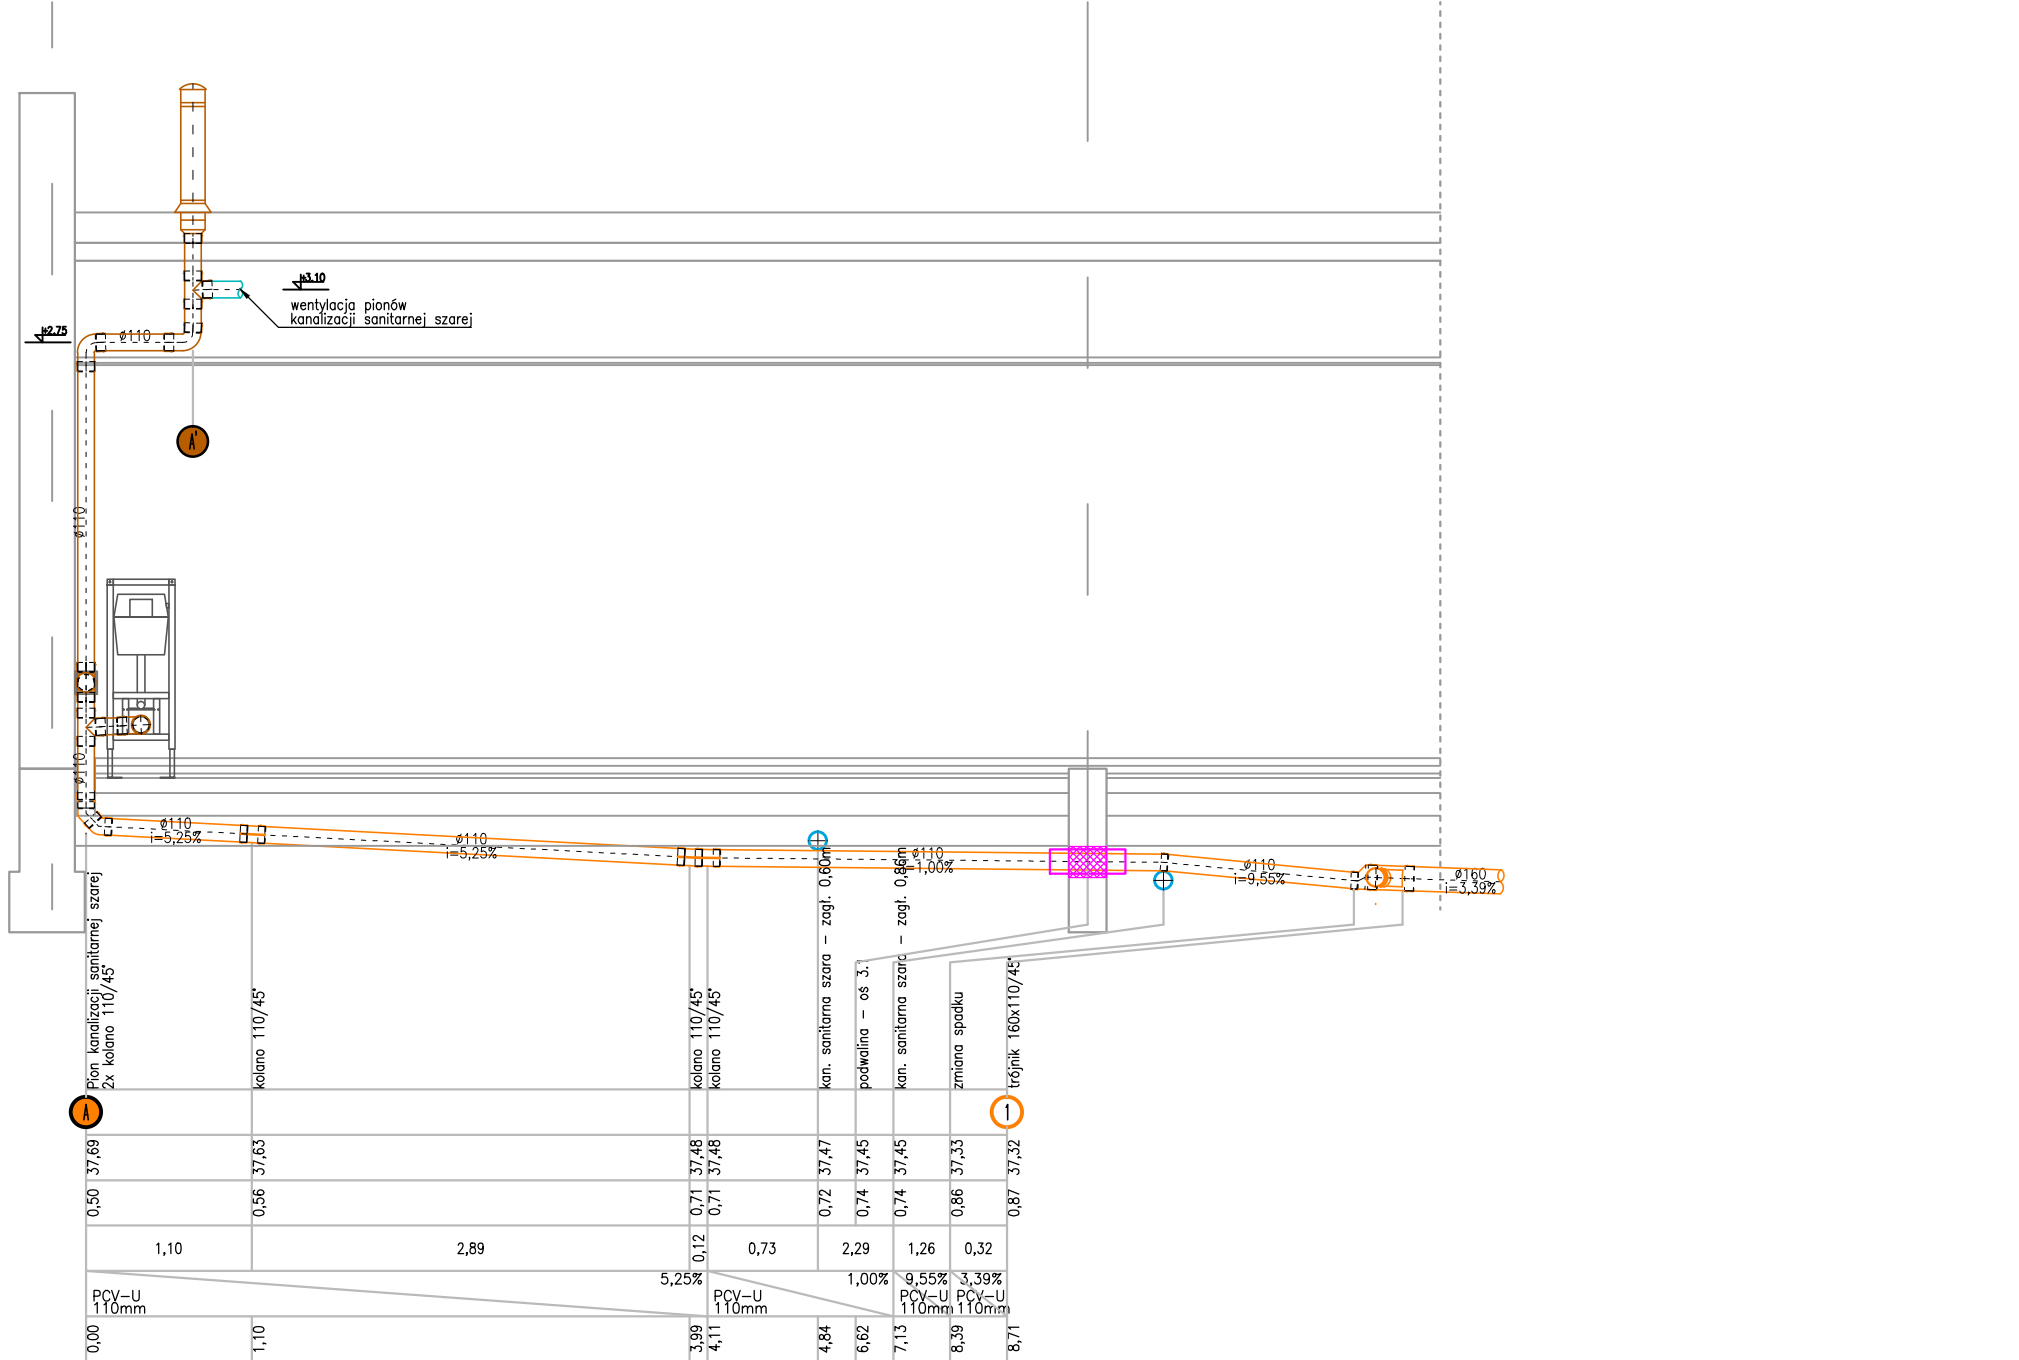 +3.10
wentylacja pionów
kanalizacji sanitarnej szarej
+2.75
ø110
A'
ø110
ø110
ø110
i=5,25%
ø110
i=5,25%
ø110
i=1,00%
ø110
i=9,55%
ø160
i=3,39%
Pion kanalizacji sanitarnej szarej
2x kolano 110/45°
kolano 110/45°
kolano 110/45°
kolano 110/45°
kan. sanitarna szara - zagł. 0,60m
podwalina - oś 3.
kan. sanitarna szara - zagł. 0,86m
zmiana spadku
trójnik 160x110/45°
A
1
37,69 37,63 37,48 37,48 37,47 37,45 37,45 37,33 37,32
0,50 0,56 0,71 0,71 0,72 0,74 0,74 0,86 0,87
1,10 2,89 0,12 0,73 2,29 1,26 0,32
5,25% 1,00% 9,55% 3,39%
PCV-U PCV-U PCV-U PCV-U
110mm 110mm 110mm 110mm
0,00 1,10 3,99 4,11 4,84 6,62 7,13 8,39 8,71